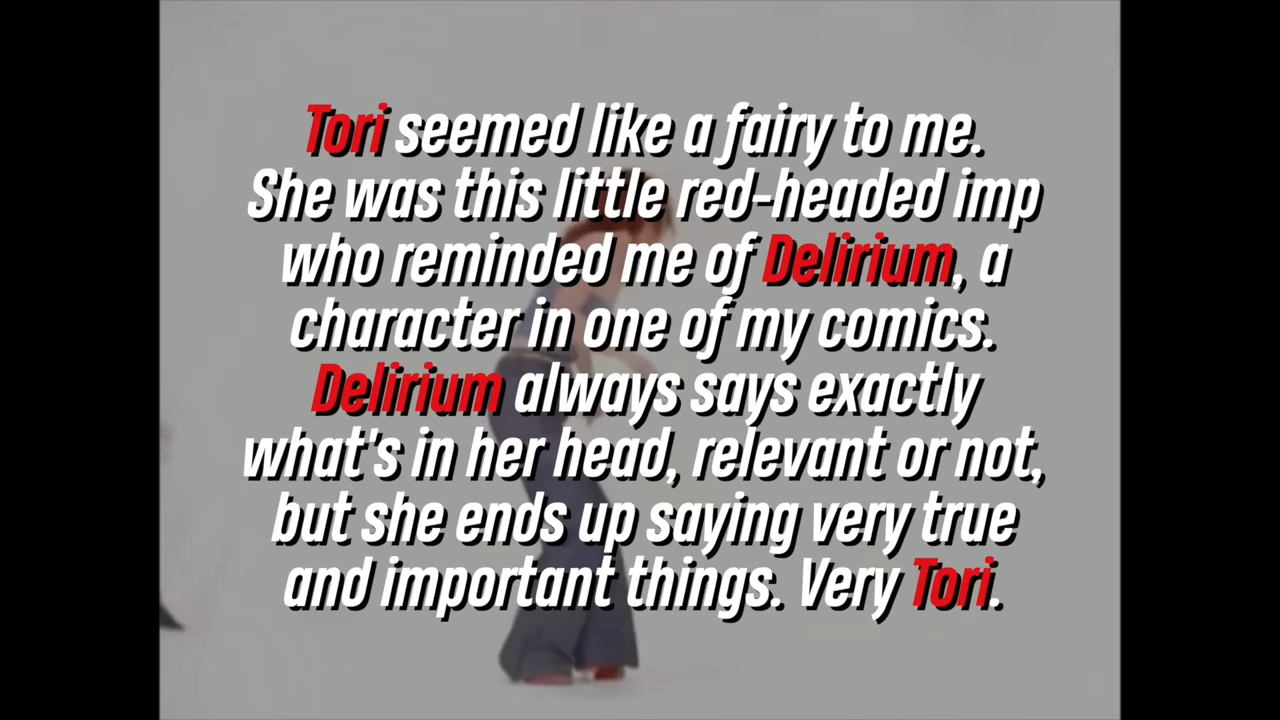 Tori seemed like a fairy to me.
She was this little red-headed imp
who reminded me of Delirium, a
character in one of my comics.
Delirium always says exactly
what's in her head, relevant or not,
but she ends up saying very true
and important things. Very Tori.